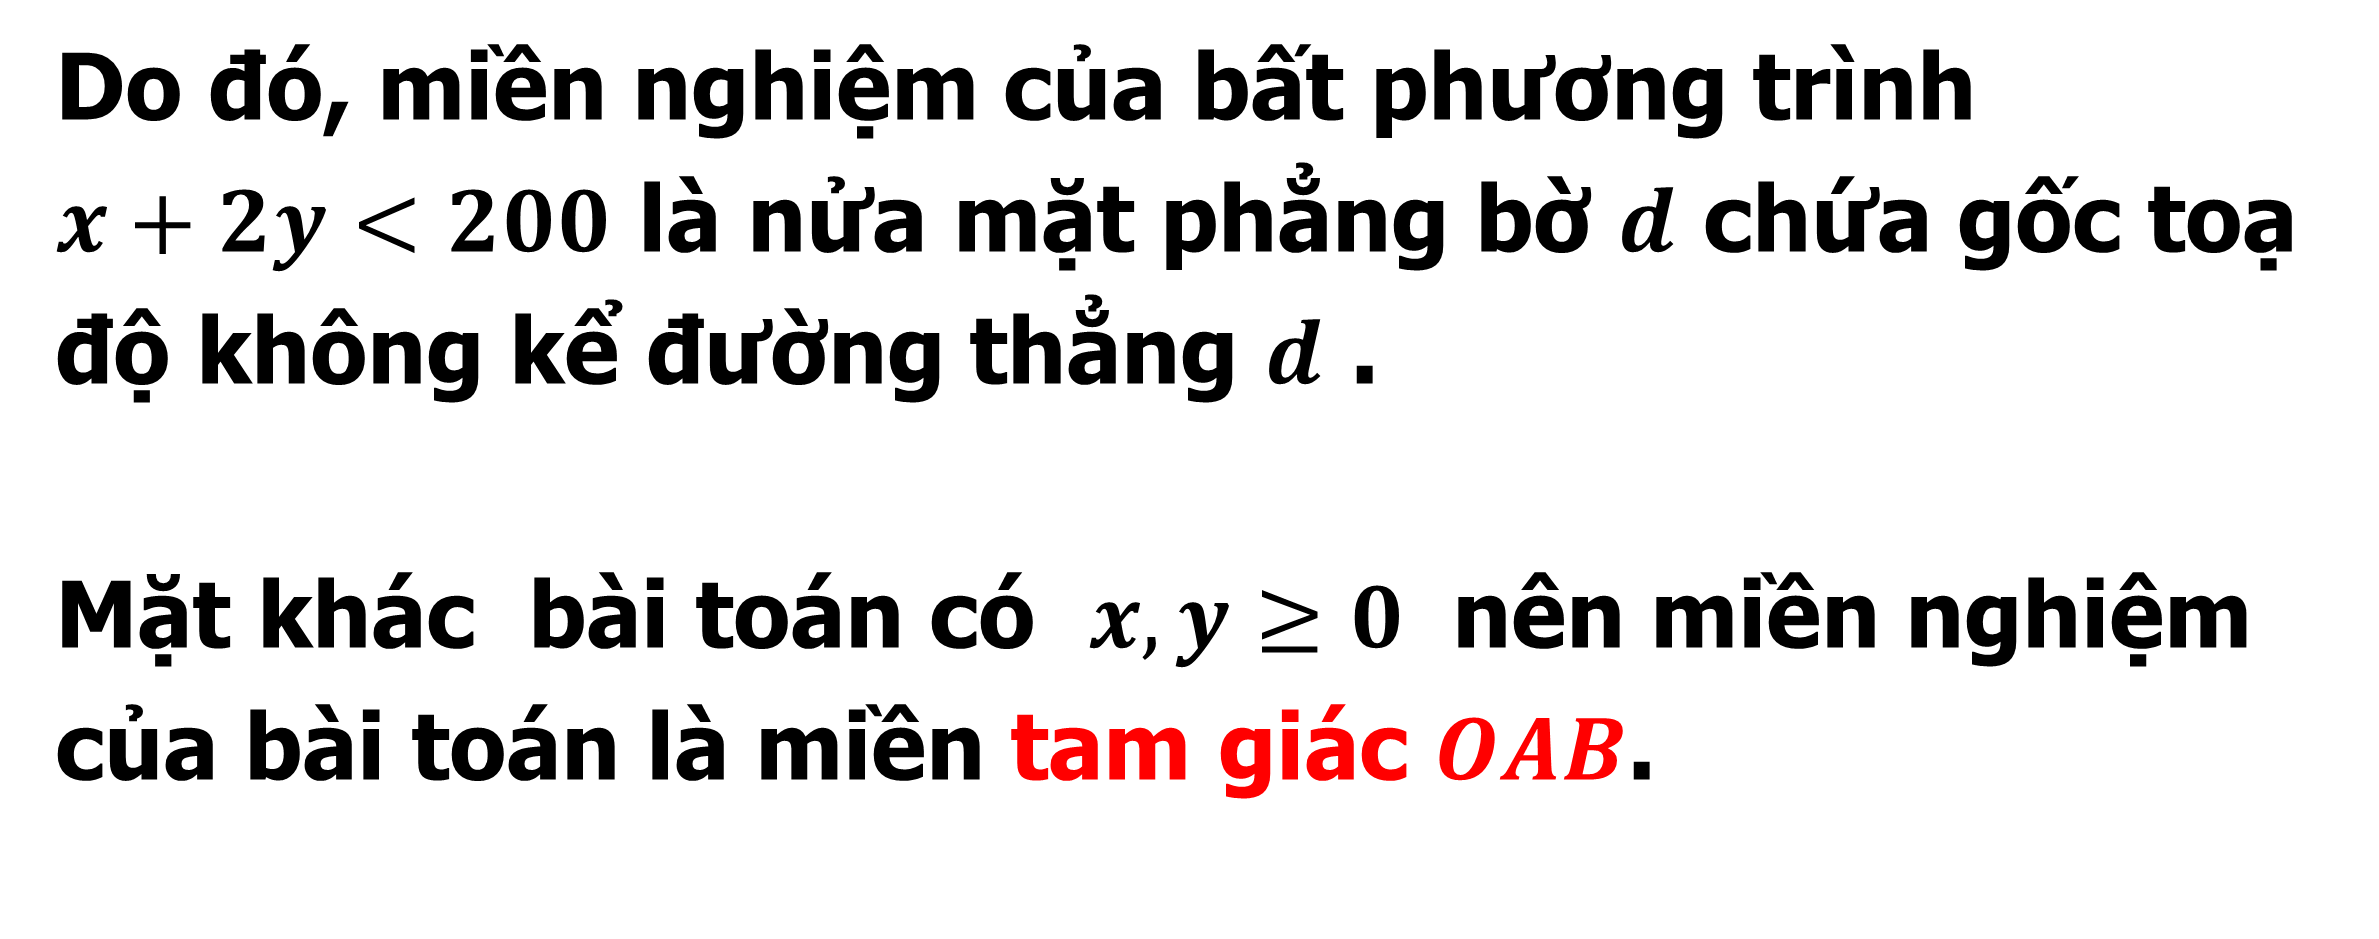 Do đó, miền nghiệm của bất phương trình
x + 2y < 200 là nửa mặt phẳng bờ d chứa gốc toạ
độ không kể đường thẳng d .
Mặt khác  bài toán có  x, y ≥ 0  nên miền nghiệm
của bài toán là miền tam giác OAB.